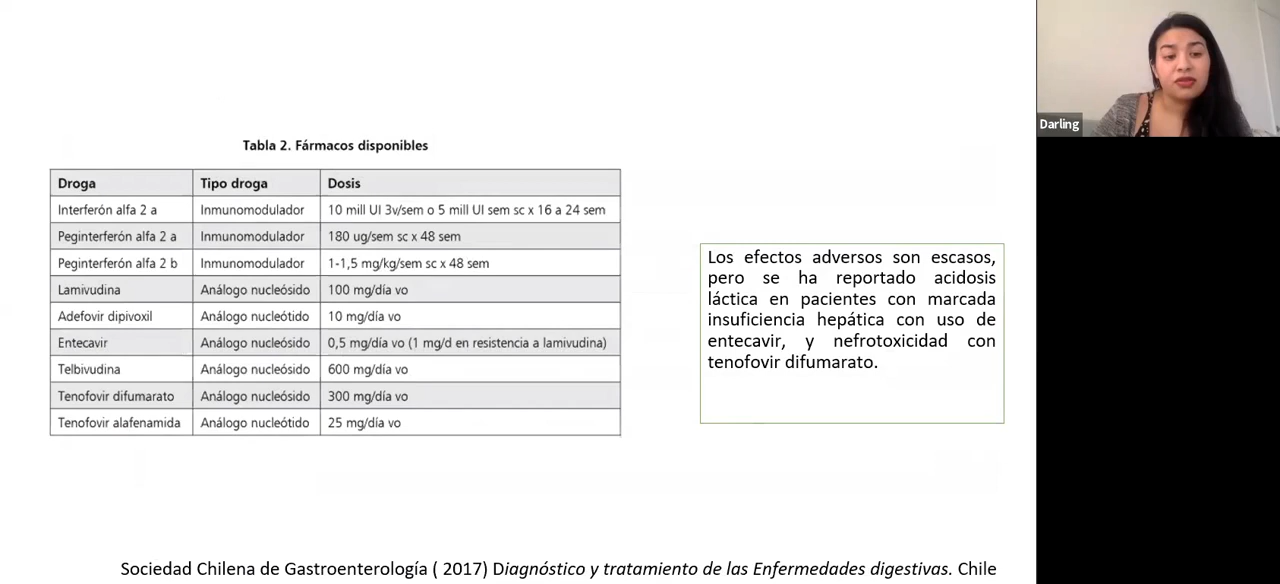 Tabla 2. Fármacos disponibles
Droga Tipo droga Dosis
Interferón alfa 2 a Inmunomodulador 10 mill UI 3v/sem o 5 mill UI sem sc x 16 a 24 sem
Peginterferón alfa 2 a Inmunomodulador 180 ug/sem sc x 48 sem
Peginterferón alfa 2 b Inmunomodulador 1-1,5 mg/kg/sem sc x 48 sem
Lamivudina Análogo nucleósido 100 mg/día vo
Adefovir dipivoxil Análogo nucleótido 10 mg/día vo
Entecavir Análogo nucleósido 0,5 mg/día vo (1 mg/d en resistencia a lamivudina)
Telbivudina Análogo nucleósido 600 mg/día vo
Tenofovir difumarato Análogo nucleósido 300 mg/día vo
Tenofovir alafenamida Análogo nucleótido 25 mg/día vo
Los efectos adversos son escasos,
pero se ha reportado acidosis
láctica en pacientes con marcada
insuficiencia hepática con uso de
entecavir, y nefrotoxicidad con
tenofovir difumarato.
Sociedad Chilena de Gastroenterología ( 2017) Diagnóstico y tratamiento de las Enfermedades digestivas. Chile
Darling